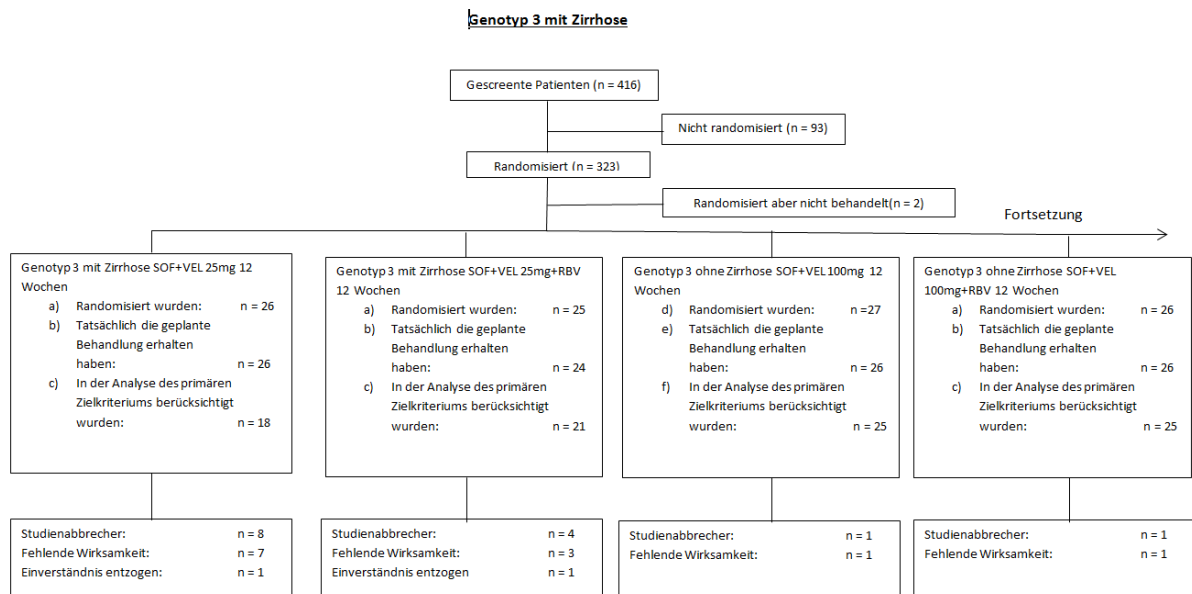 Genotyp 3 mit Zirrhose
Gescreente Patienten (n = 416)
Nicht randomisiert (n = 93)
Randomisiert (n = 323)
Randomisiert aber nicht behandelt(n = 2)
Fortsetzung
Genotyp 3 mit Zirrhose SOF+VEL 25mg 12
Wochen
a) Randomisiert wurden: n = 26
b) Tatsächlich die geplante
Behandlung erhalten
haben: n = 26
c) In der Analyse des primären
Zielkriteriums berücksichtigt
wurden: n = 18
Genotyp 3 mit Zirrhose SOF+VEL 25mg+RBV
12 Wochen
a) Randomisiert wurden: n = 25
b) Tatsächlich die geplante
Behandlung erhalten
haben: n = 24
c) In der Analyse des primären
Zielkriteriums berücksichtigt
wurden: n = 21
Genotyp 3 ohne Zirrhose SOF+VEL 100mg 12
Wochen
d) Randomisiert wurden: n =27
e) Tatsächlich die geplante
Behandlung erhalten
haben: n = 26
f) In der Analyse des primären
Zielkriteriums berücksichtigt
wurden: n = 25
Genotyp 3 ohne Zirrhose SOF+VEL
100mg+RBV 12 Wochen
a) Randomisiert wurden: n = 26
b) Tatsächlich die geplante
Behandlung erhalten
haben: n = 26
c) In der Analyse des primären
Zielkriteriums berücksichtigt
wurden: n = 25
Studienabbrecher: n = 8
Fehlende Wirksamkeit: n = 7
Einverständnis entzogen: n = 1
Studienabbrecher: n = 4
Fehlende Wirksamkeit: n = 3
Einverständnis entzogen n = 1
Studienabbrecher: n = 1
Fehlende Wirksamkeit: n = 1
Studienabbrecher: n = 1
Fehlende Wirksamkeit: n = 1